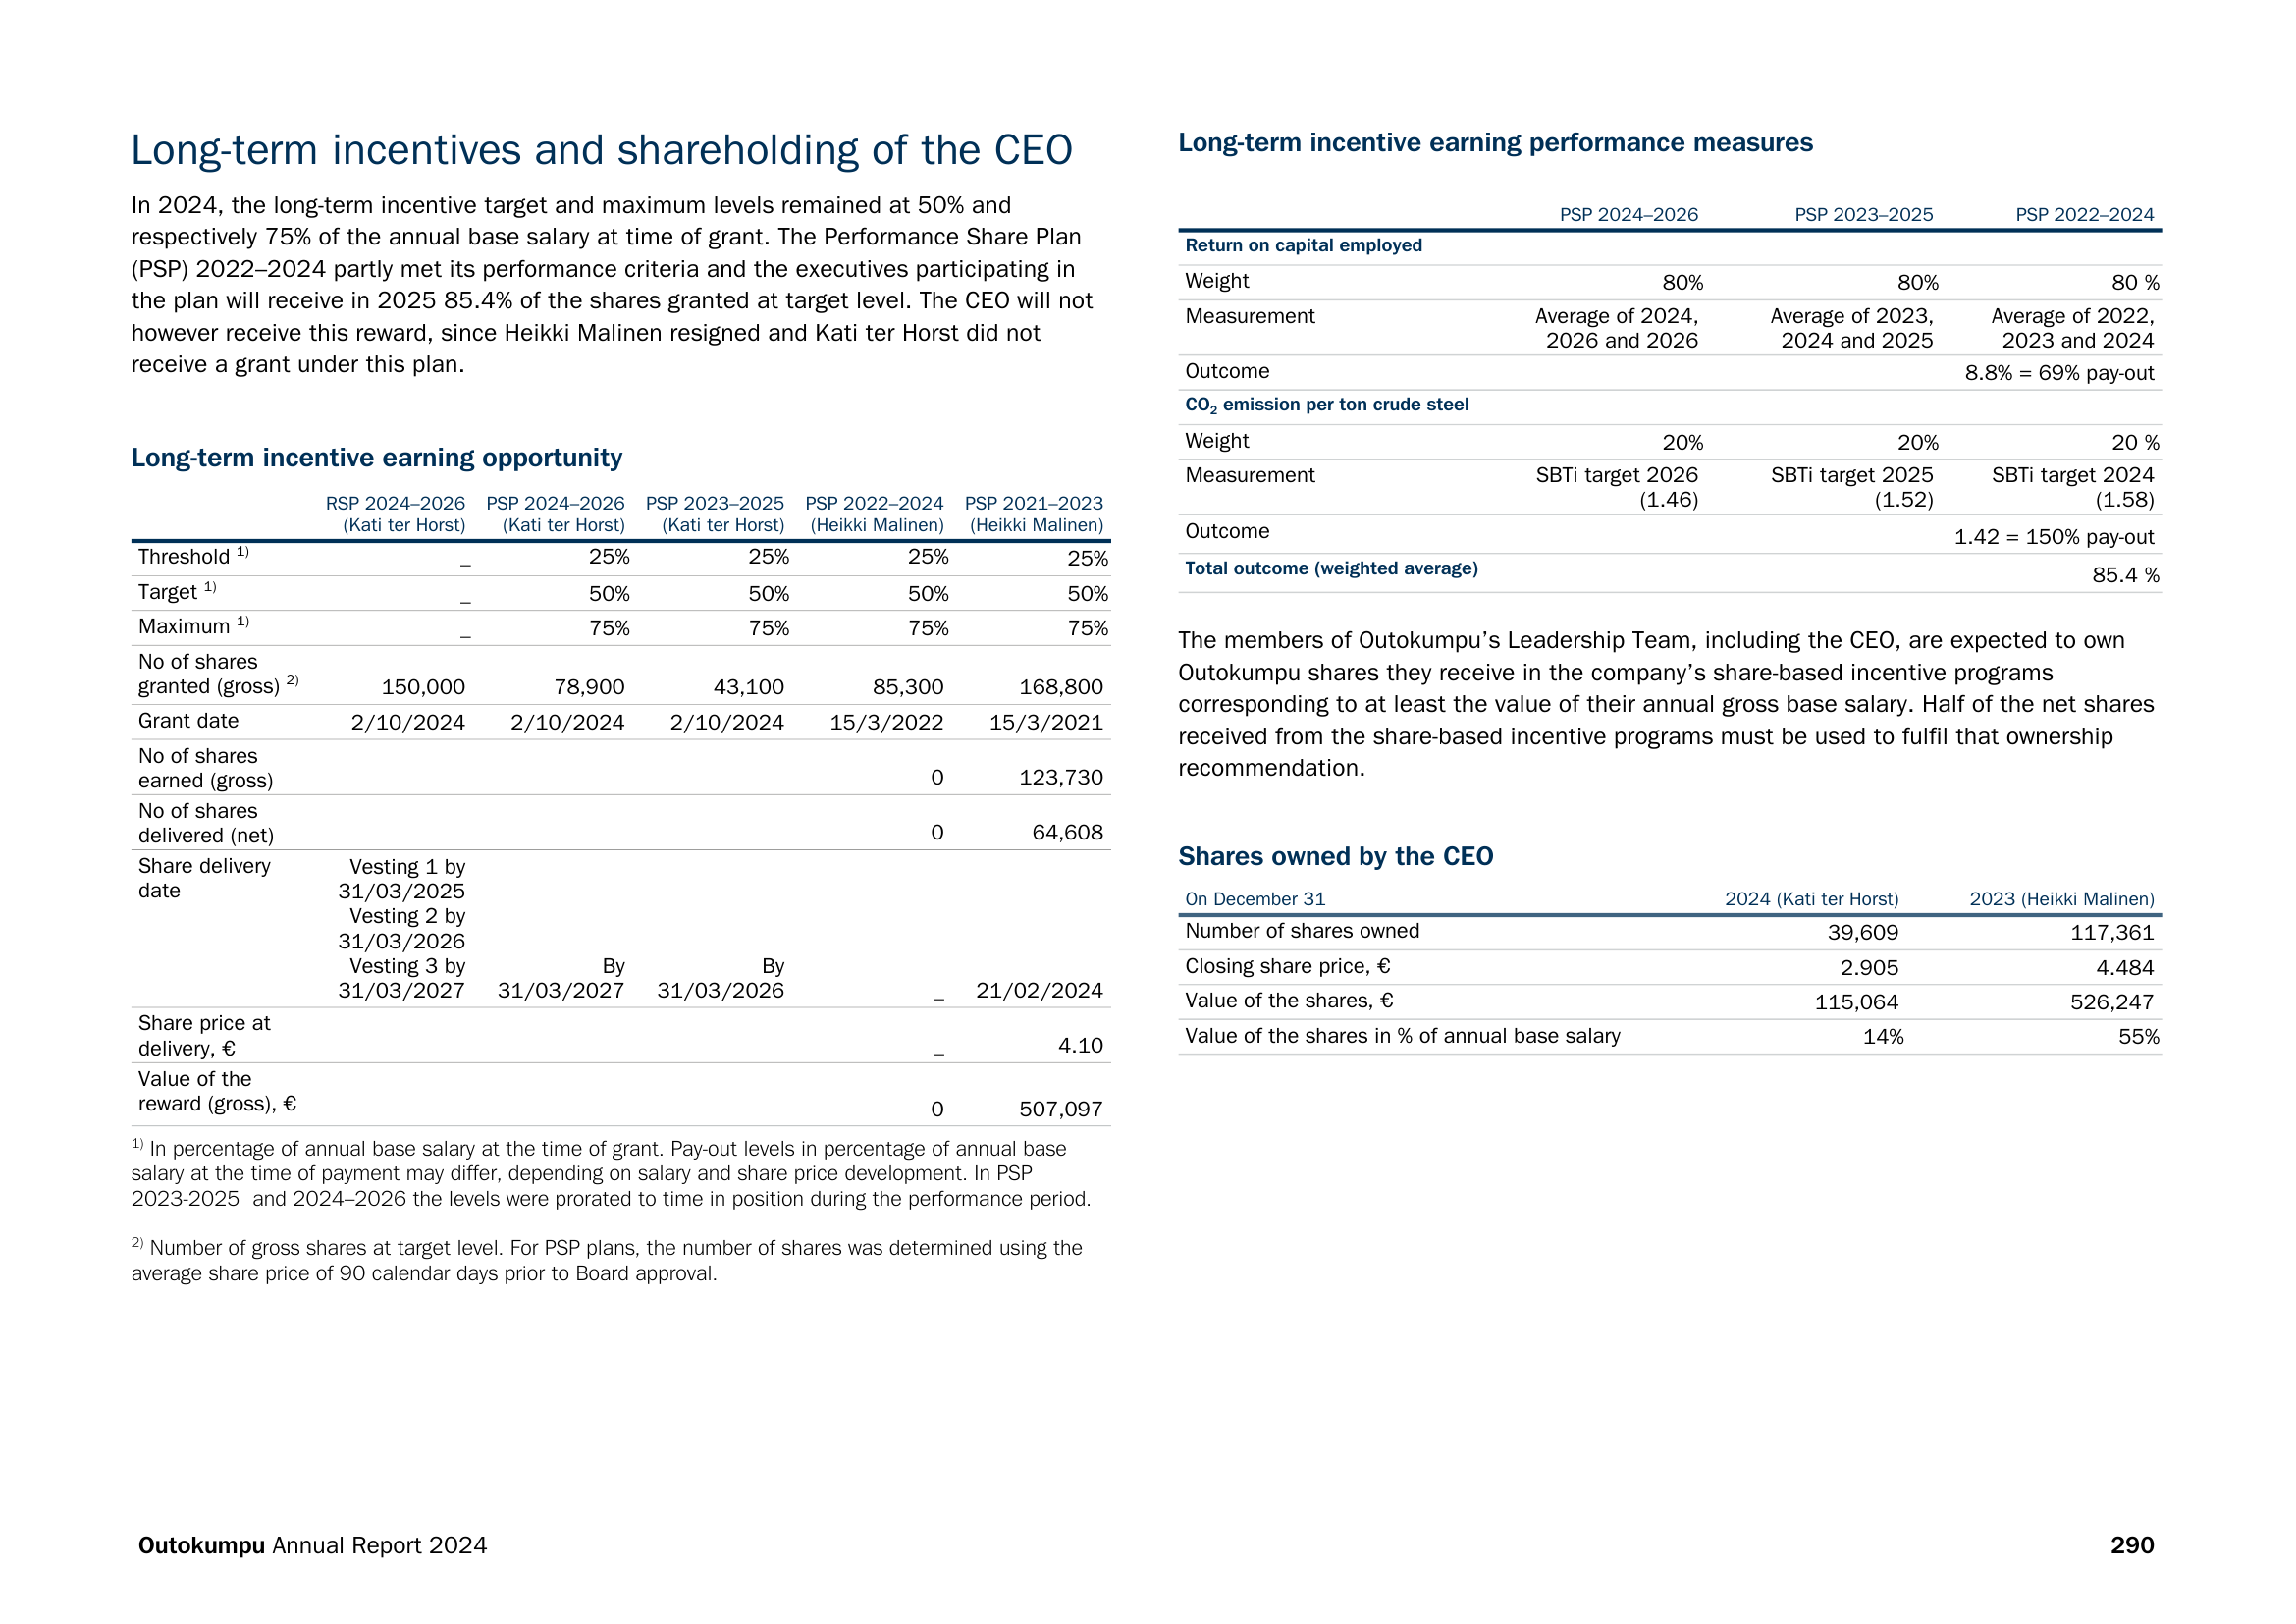 Long-term incentives and shareholding of the CEO
In 2024, the long-term incentive target and maximum levels remained at 50% and
respectively 75% of the annual base salary at time of grant. The Performance Share Plan
(PSP) 2022–2024 partly met its performance criteria and the executives participating in
the plan will receive in 2025 85.4% of the shares granted at target level. The CEO will not
however receive this reward, since Heikki Malinen resigned and Kati ter Horst did not
receive a grant under this plan.
Long-term incentive earning opportunity
RSP 2024–2026 PSP 2024–2026 PSP 2023–2025 PSP 2022–2024 PSP 2021–2023
(Kati ter Horst) (Kati ter Horst) (Kati ter Horst) (Heikki Malinen) (Heikki Malinen)
Threshold 1) – 25% 25% 25% 25%
Target 1) – 50% 50% 50% 50%
Maximum 1) – 75% 75% 75% 75%
No of shares
granted (gross) 2) 150,000 78,900 43,100 85,300 168,800
Grant date 2/10/2024 2/10/2024 2/10/2024 15/3/2022 15/3/2021
No of shares
earned (gross) 0 123,730
No of shares
delivered (net) 0 64,608
Share delivery Vesting 1 by
date 31/03/2025
Vesting 2 by
31/03/2026
Vesting 3 by By By
31/03/2027 31/03/2027 31/03/2026 – 21/02/2024
Share price at
delivery, € – 4.10
Value of the
reward (gross), € 0 507,097
1) In percentage of annual base salary at the time of grant. Pay-out levels in percentage of annual base
salary at the time of payment may differ, depending on salary and share price development. In PSP
2023-2025 and 2024–2026 the levels were prorated to time in position during the performance period.
2) Number of gross shares at target level. For PSP plans, the number of shares was determined using the
average share price of 90 calendar days prior to Board approval.
Long-term incentive earning performance measures
PSP 2024–2026 PSP 2023–2025 PSP 2022–2024
Return on capital employed
Weight 80% 80% 80 %
Measurement Average of 2024, Average of 2023, Average of 2022,
2026 and 2026 2024 and 2025 2023 and 2024
Outcome 8.8% = 69% pay-out
CO₂ emission per ton crude steel
Weight 20% 20% 20 %
Measurement SBTi target 2026 SBTi target 2025 SBTi target 2024
(1.46) (1.52) (1.58)
Outcome 1.42 = 150% pay-out
Total outcome (weighted average) 85.4 %
The members of Outokumpu’s Leadership Team, including the CEO, are expected to own
Outokumpu shares they receive in the company’s share-based incentive programs
corresponding to at least the value of their annual gross base salary. Half of the net shares
received from the share-based incentive programs must be used to fulfil that ownership
recommendation.
Shares owned by the CEO
On December 31 2024 (Kati ter Horst) 2023 (Heikki Malinen)
Number of shares owned 39,609 117,361
Closing share price, € 2.905 4.484
Value of the shares, € 115,064 526,247
Value of the shares in % of annual base salary 14% 55%
Outokumpu Annual Report 2024 290